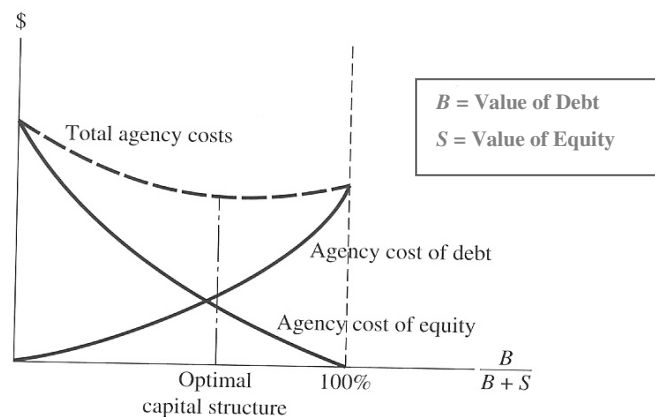 $
B = Value of Debt
S = Value of Equity
Total agency costs
Agency cost of debt
Agency cost of equity
Optimal
capital structure
100%
B
B + S